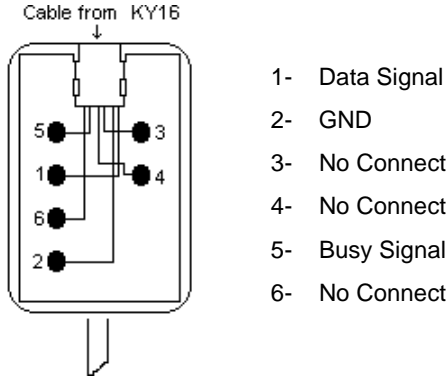 Cable from KY16
5
3
1
4
6
2
1- Data Signal
2- GND
3- No Connect
4- No Connect
5- Busy Signal
6- No Connect